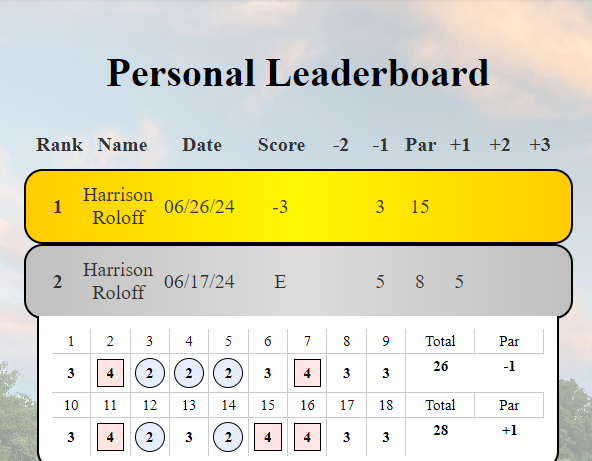 Personal Leaderboard
Rank Name Date Score -2 -1 Par +1 +2 +3
1 Harrison Roloff 06/26/24 -3 3 15
2 Harrison Roloff 06/17/24 E 5 8 5
1 2 3 4 5 6 7 8 9 Total Par
3 4 2 2 2 3 4 3 3 26 -1
10 11 12 13 14 15 16 17 18 Total Par
3 4 2 3 2 4 4 3 3 28 +1